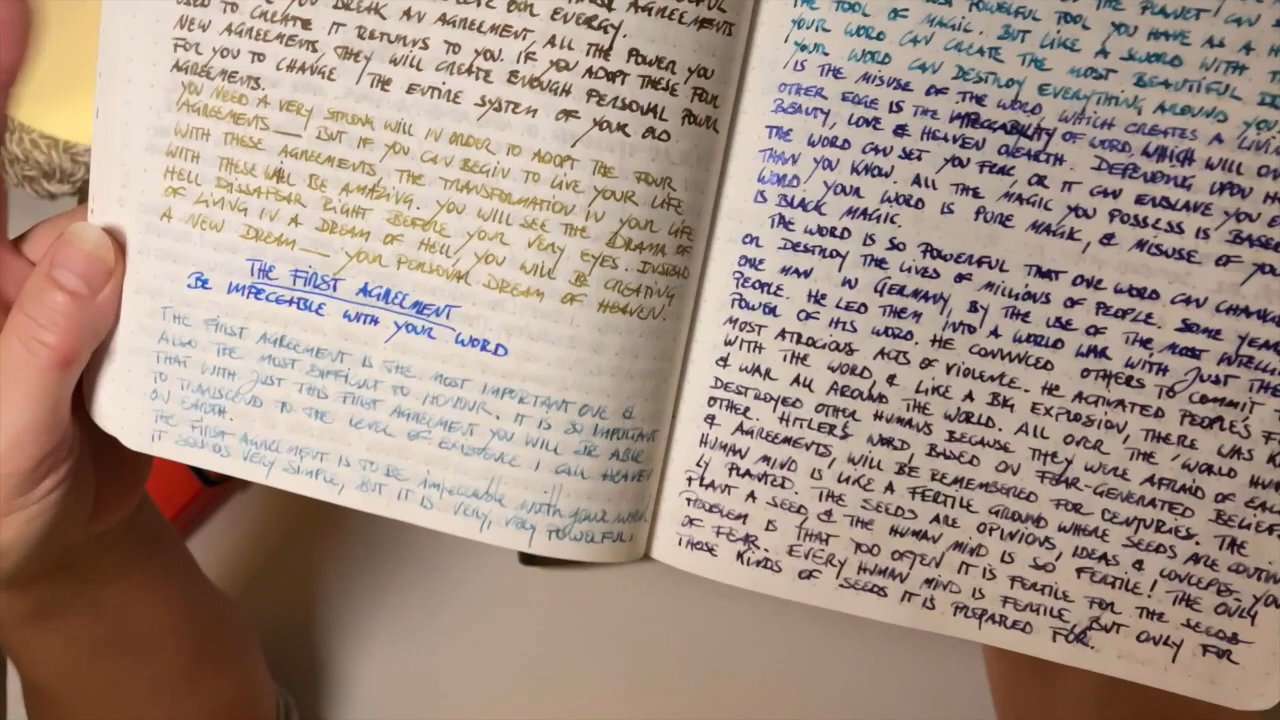 THESE AGREEMENTS
YOU BREAK AN AGREEMENT, ALL THE POWER YOU
USED TO CREATE IT RETURNS TO YOU. IF YOU ADOPT THESE FOUR
NEW AGREEMENTS, THEY WILL CREATE ENOUGH PERSONAL POWER
FOR YOU TO CHANGE THE ENTIRE SYSTEM OF YOUR OLD
AGREEMENTS.
YOU NEED A VERY STRONG WILL IN ORDER TO ADOPT THE FOUR
AGREEMENTS — BUT IF YOU CAN BEGIN TO LIVE YOUR LIFE
WITH THESE AGREEMENTS, THE TRANSFORMATION IN YOUR LIFE
WITH THESE WILL BE AMAZING. YOU WILL SEE THE DRAMA OF
HELL DISSAPEAR RIGHT BEFORE YOUR VERY EYES. INSTEAD
OF LIVING IN A DREAM OF HELL, YOU WILL BE CREATING
A NEW DREAM — YOUR PERSONAL DREAM OF HEAVEN.
THE FIRST AGREEMENT
BE IMPECCABLE WITH YOUR WORD
THE FIRST AGREEMENT IS THE MOST IMPORTANT ONE &
ALSO THE MOST DIFFICULT TO HONOUR. IT IS SO IMPORTANT
THAT WITH JUST THIS FIRST AGREEMENT YOU WILL BE ABLE
TO TRANSCEND TO THE LEVEL OF EXISTENCE I CALL HEAVEN
ON EARTH.
THE FIRST AGREEMENT IS TO BE impeccable with your word.
IT SOUNDS VERY SIMPLE, BUT IT IS VERY, VERY POWERFUL.
POWERFUL TOOL YOU HAVE AS A
THE TOOL OF MAGIC. BUT LIKE A SWORD WITH
YOUR WORD CAN CREATE THE MOST BEAUTIFUL
YOUR WORD CAN DESTROY EVERYTHING AROUND YOU.
IS THE MISUSE OF THE WORD, WHICH CREATES A LIVING
OTHER EDGE IS THE IMPECCABILITY OF WORD, WHICH WILL
BEAUTY, LOVE & HEAVEN ON EARTH. DEPENDING UPON
THE WORD CAN SET YOU FREE, OR IT CAN ENSLAVE YOU
THAN YOU KNOW. ALL THE MAGIC YOU POSSESS IS BASED
WORD. YOUR WORD IS PURE MAGIC, & MISUSE OF YOUR
IS BLACK MAGIC.
THE WORD IS SO POWERFUL THAT ONE WORD CAN CHANGE
OR DESTROY THE LIVES OF MILLIONS OF PEOPLE. SOME YEARS
ONE MAN IN GERMANY, BY THE USE OF THE MOST
PEOPLE. HE LED THEM INTO A WORLD WAR WITH JUST THE
POWER OF HIS WORD. HE CONVINCED OTHERS TO COMMIT
MOST ATROCIOUS ACTS OF VIOLENCE. HE ACTIVATED PEOPLE'S
WITH THE WORD, & LIKE A BIG EXPLOSION, THERE WAS
& WAR ALL AROUND THE WORLD. ALL OVER THE WORLD
DESTROYED OTHER HUMANS BECAUSE THEY WERE AFRAID OF
OTHER. HITLER'S WORD, BASED ON FEAR-GENERATED
& AGREEMENTS, WILL BE REMEMBERED FOR CENTURIES. THE
HUMAN MIND IS LIKE A FERTILE GROUND WHERE SEEDS ARE
LY PLANTED. THE SEEDS ARE OPINIONS, IDEAS & CONCEPTS. YOU
PLANT A SEED, & THE HUMAN MIND IS SO FERTILE! THE ONLY
PROBLEM IS THAT TOO OFTEN IT IS FERTILE FOR THE SEEDS
OF FEAR. EVERY HUMAN MIND IS FERTILE, BUT ONLY FOR
THOSE KINDS OF SEEDS IT IS PREPARED FOR.